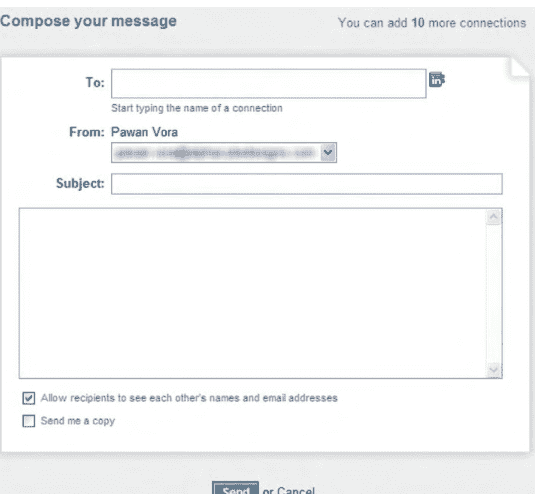 Compose your message
You can add 10 more connections
To:
in
Start typing the name of a connection
From: Pawan Vora
Subject:
Allow recipients to see each other's names and email addresses
Send me a copy
Send or Cancel